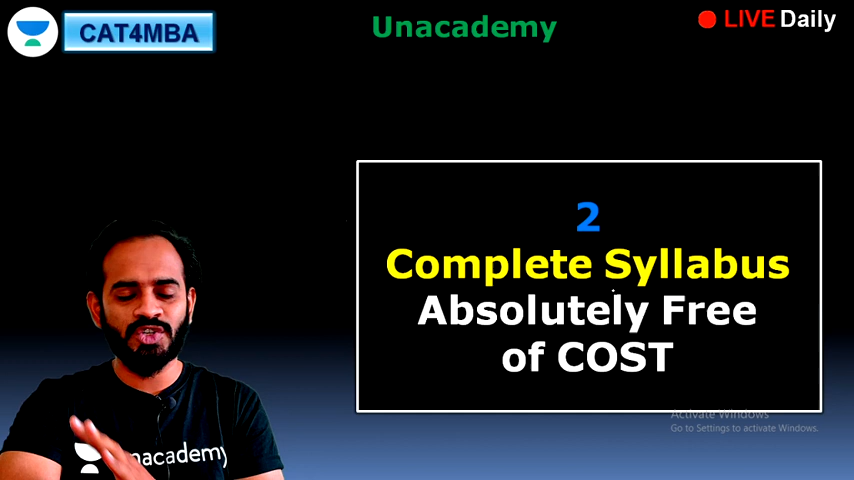 CAT4MBA
Unacademy
LIVE Daily
2
Complete Syllabus
Absolutely Free
of COST
Activate Windows
Go to Settings to activate Windows.
unacademy